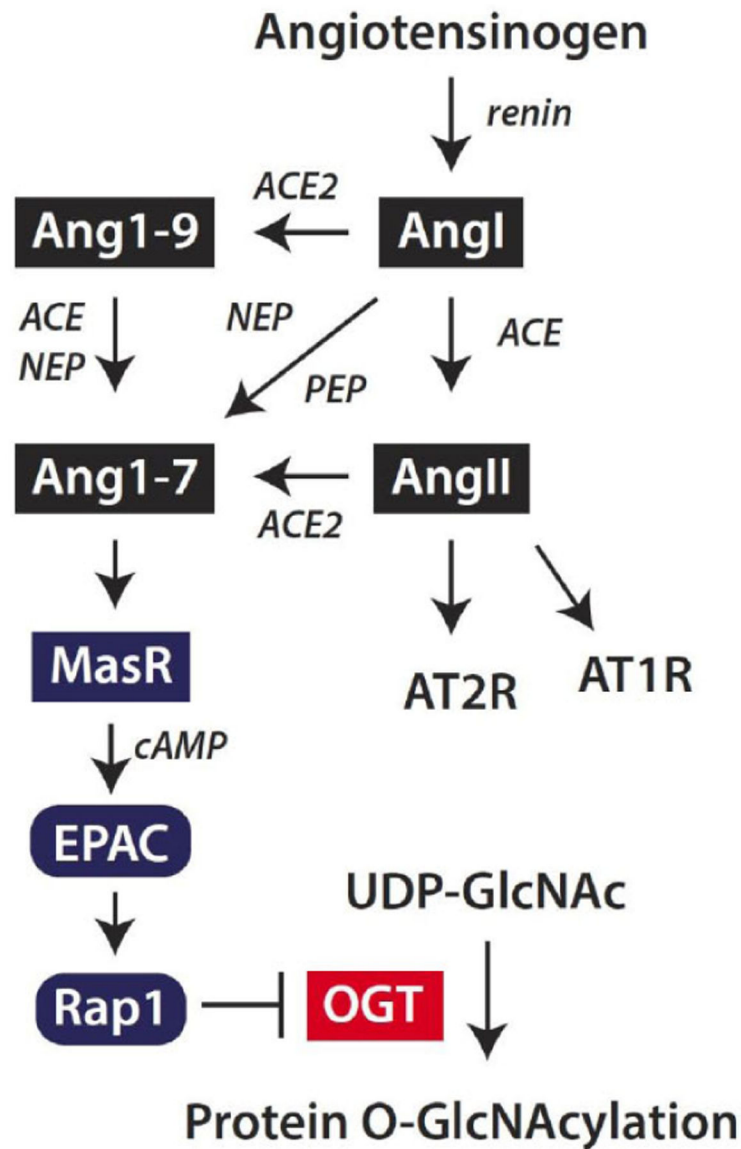 Angiotensinogen
renin
ACE2
Ang1-9
AngI
ACE
NEP
NEP
PEP
ACE
Ang1-7
AngII
ACE2
MasR
AT2R
AT1R
cAMP
EPAC
UDP-GlcNAc
Rap1
OGT
Protein O-GlcNAcylation